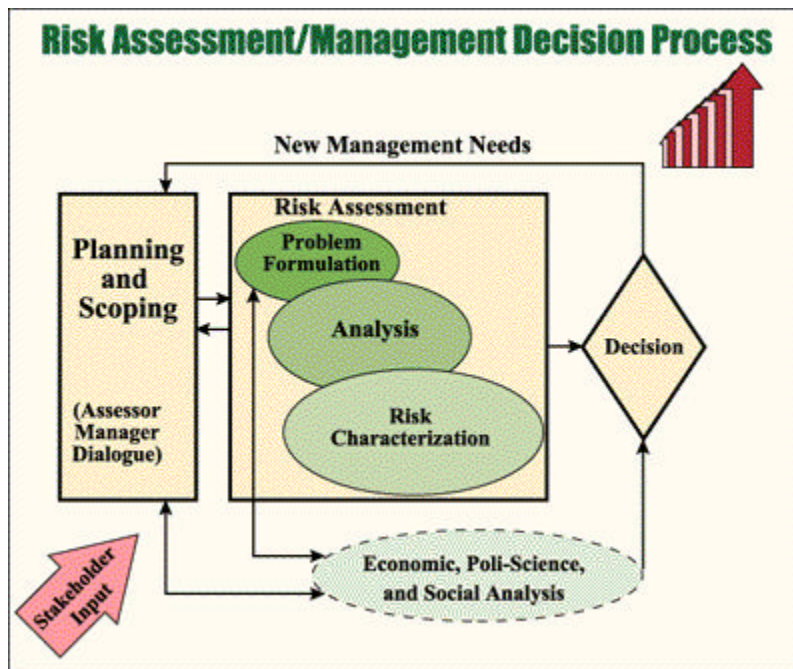 Risk Assessment/Management Decision Process
New Management Needs
Planning
and
Scoping
(Assessor
Manager
Dialogue)
Risk Assessment
Problem
Formulation
Analysis
Risk
Characterization
Decision
Stakeholder
Input
Economic, Poli-Science,
and Social Analysis